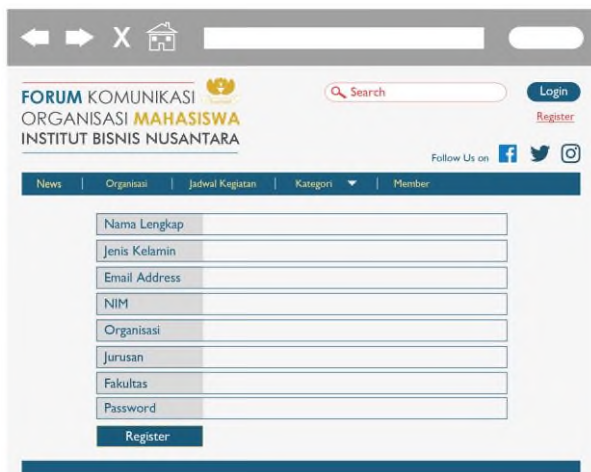 X
FORUM KOMUNIKASI
ORGANISASI MAHASISWA
INSTITUT BISNIS NUSANTARA
Search
Login
Register
Follow Us on
News | Organisasi | Jadwal Kegiatan | Kategori | Member
Nama Lengkap
Jenis Kelamin
Email Address
NIM
Organisasi
Jurusan
Fakultas
Password
Register